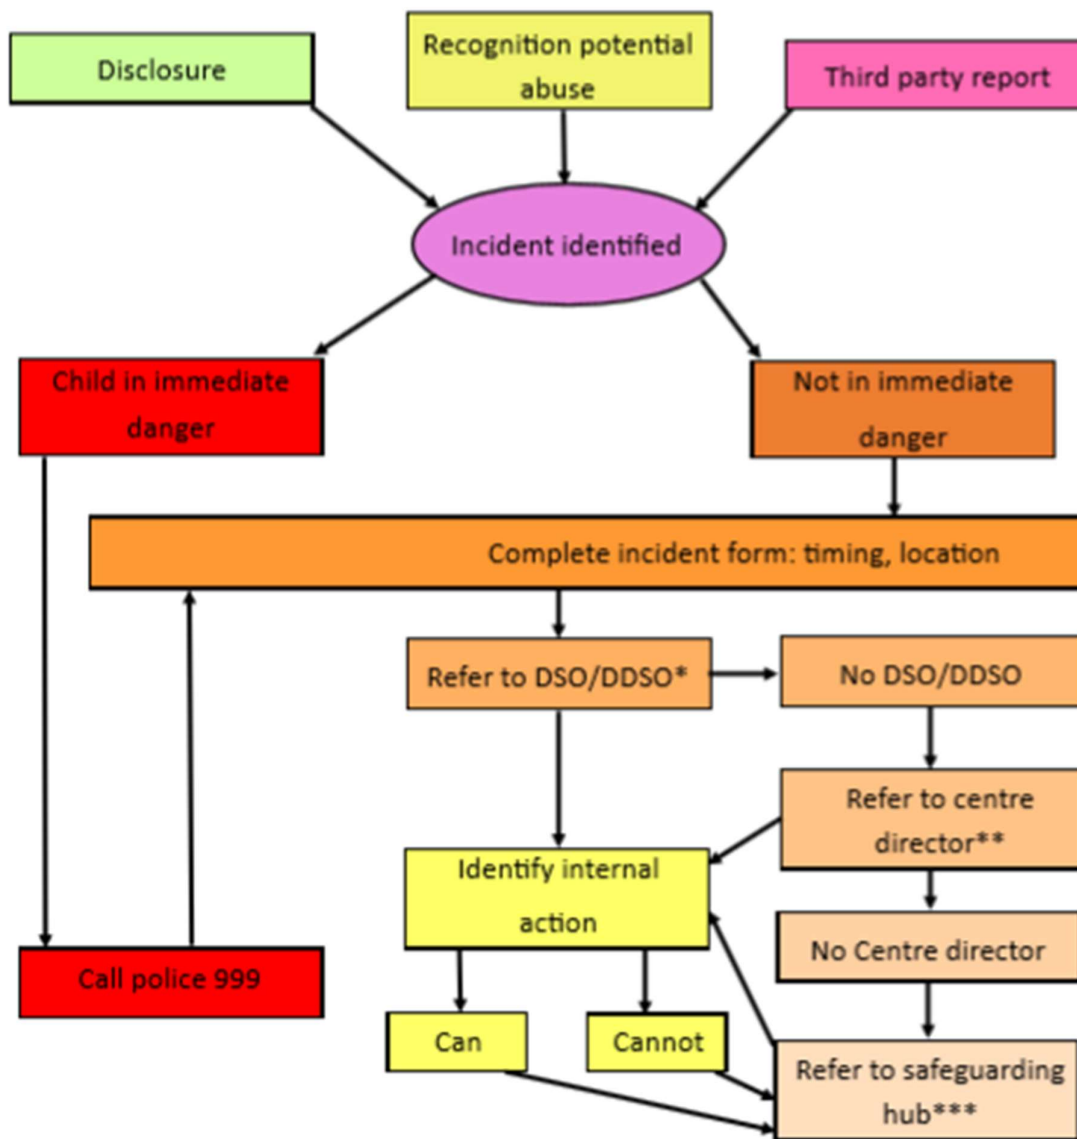 Disclosure
Recognition potential
abuse
Third party report
Incident identified
Child in immediate
danger
Not in immediate
danger
Complete incident form: timing, location
Refer to DSO/DDSO*
No DSO/DDSO
Refer to centre
director**
Identify internal
action
No Centre director
Call police 999
Can
Cannot
Refer to safeguarding
hub***